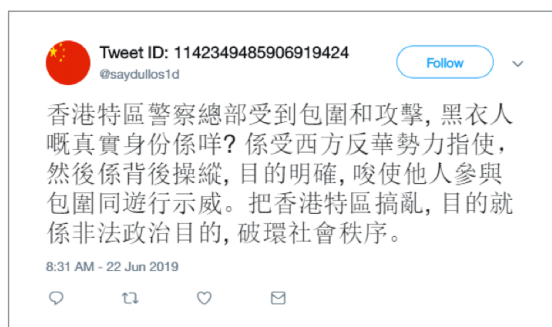 Tweet ID: 1142349485906919424
@saydullos1d
Follow
香港特區警察總部受到包圍和攻擊, 黑衣人
嘅真實身份係咩? 係受西方反華勢力指使,
然後係背後操縱, 目的明確, 唆使他人參與
包圍同遊行示威。把香港特區搞亂, 目的就
係非法政治目的, 破環社會秩序。
8:31 AM - 22 Jun 2019